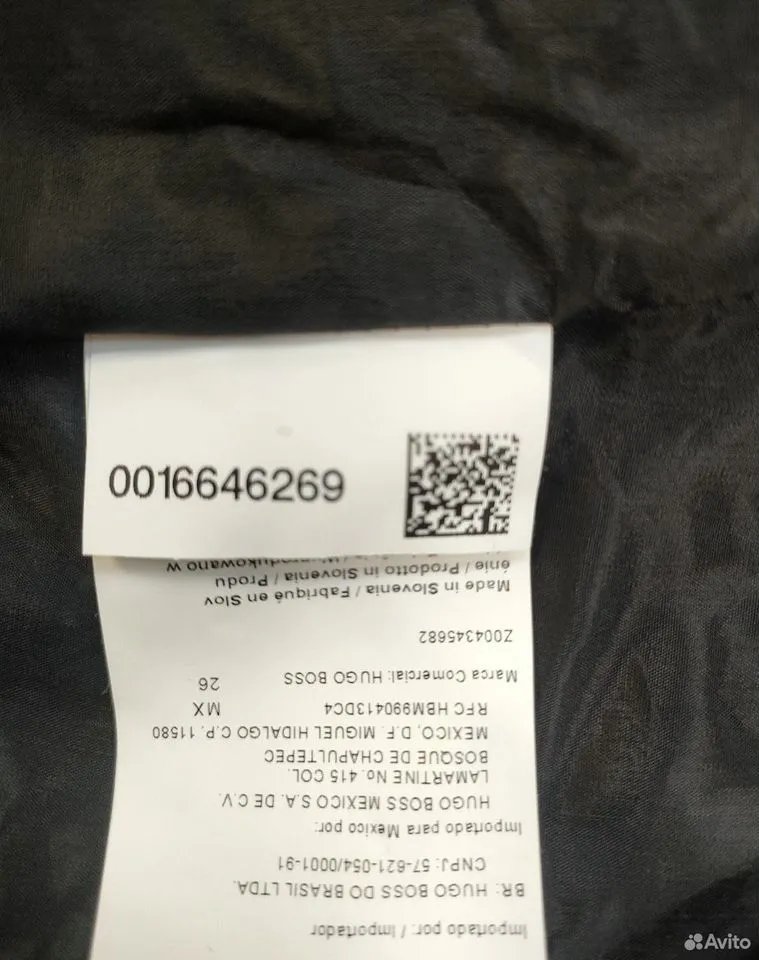 0016646269
Importado por: / Importador
BR: HUGO BOSS DO BRASIL LTDA.
CNPJ: 57-621-054/0001-91
Importado para Mexico por:
HUGO BOSS MEXICO S.A. DE C.V.
LAMARTINE No. 415 COL.
BOSQUE DE CHAPULTEPEC
MEXICO, D.F. MIGUEL HIDALGO C.P. 11580
RFC HBM990413DC4 MX
Marca Comercial: HUGO BOSS 26
Z004345682
Made in Slovenia / Fabriqué en Slov
énie / Prodotto in Slovenia / Produ
Avito